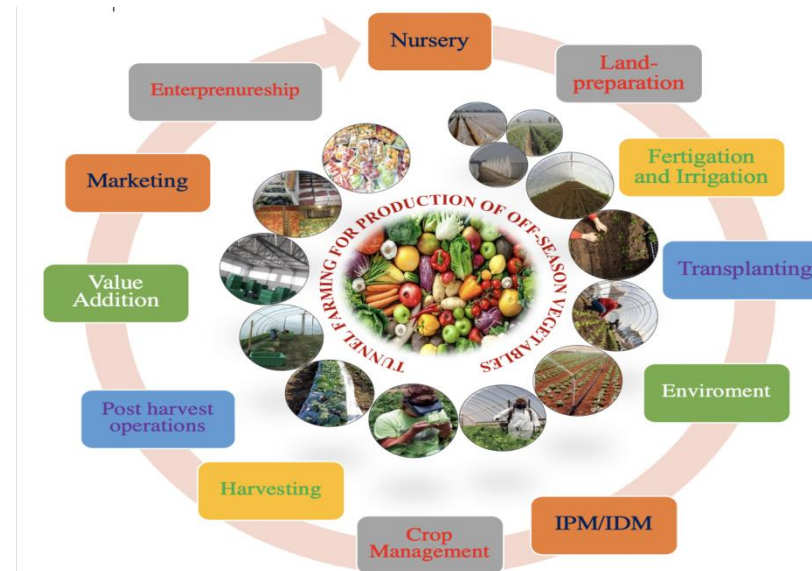 Nursery
Land-
preparation
Fertigation
and Irrigation
Transplanting
Enviroment
IPM/IDM
Crop
Management
Harvesting
Post harvest
operations
Value
Addition
Marketing
Enterprenureship
TUNNEL FARMING FOR PRODUCTION OF OFF-SEASON VEGETABLES